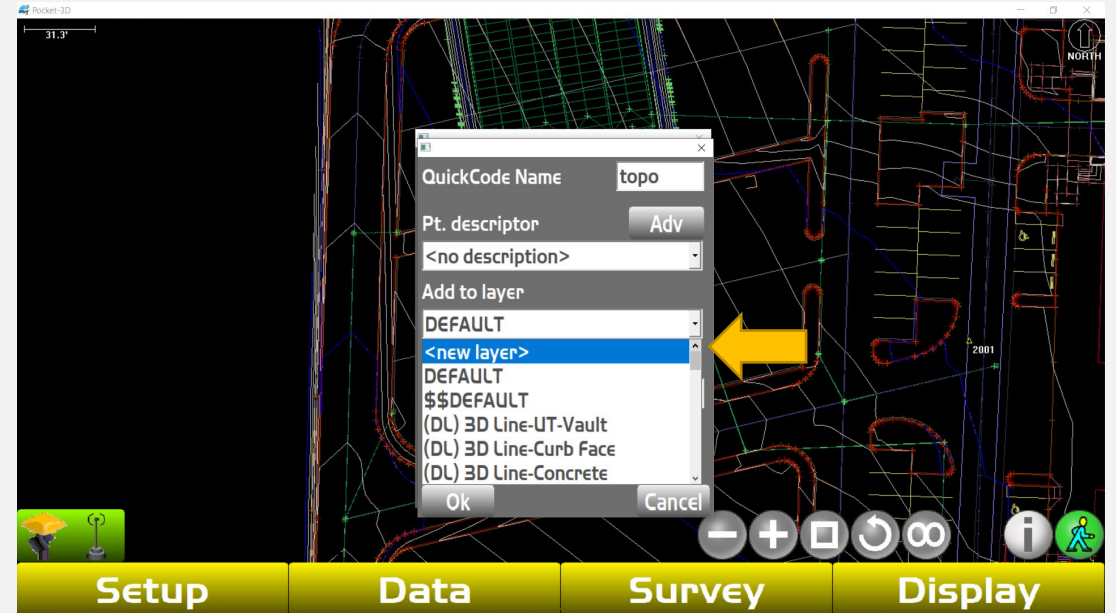 Pocket-3D
31.3'
NORTH
QuickCode Name topo
Pt. descriptor Adv
<no description>
Add to layer
DEFAULT
<new layer>
DEFAULT
$$DEFAULT
(DL) 3D Line-UT-Vault
(DL) 3D Line-Curb Face
(DL) 3D Line-Concrete
Ok Cancel
2001
i
Setup Data Survey Display